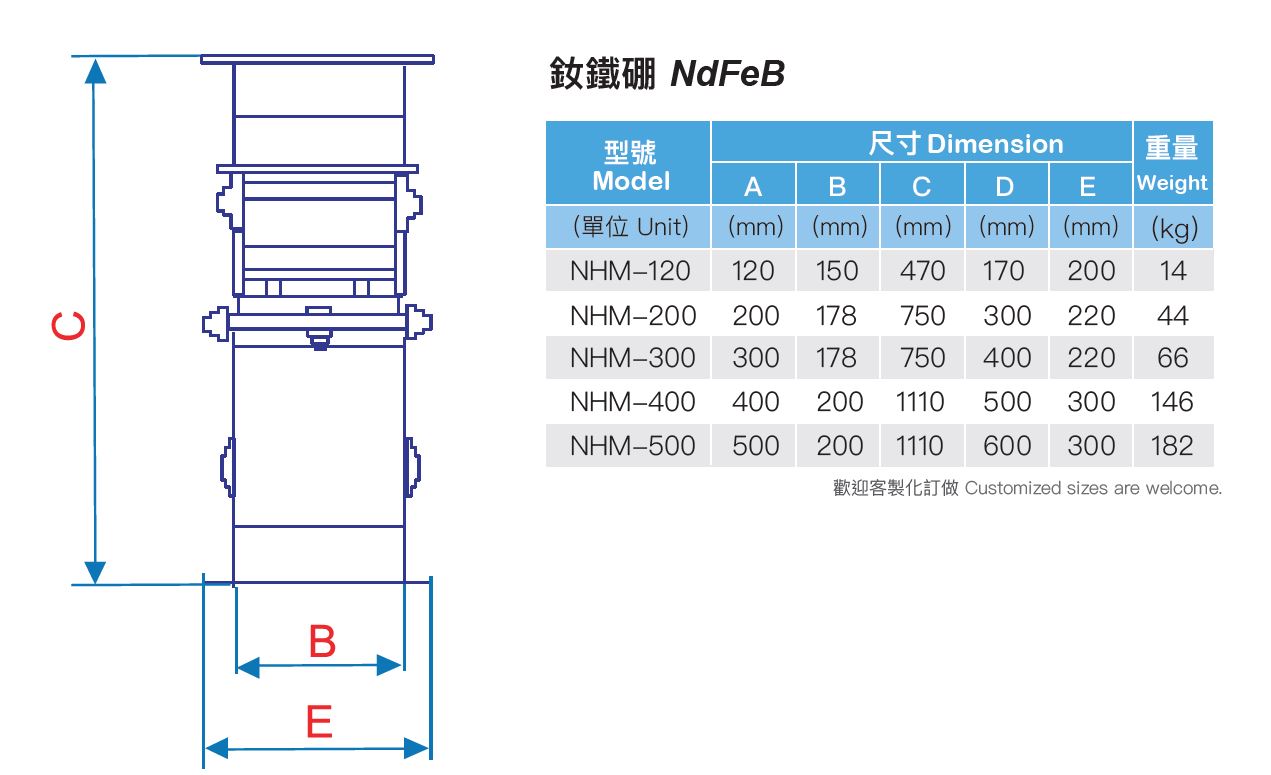 釹鐵硼 NdFeB
型號 Model 尺寸 Dimension 重量 Weight
A B C D E
(單位 Unit) (mm) (mm) (mm) (mm) (mm) (kg)
NHM-120 120 150 470 170 200 14
NHM-200 200 178 750 300 220 44
NHM-300 300 178 750 400 220 66
NHM-400 400 200 1110 500 300 146
NHM-500 500 200 1110 600 300 182
歡迎客製化訂做 Customized sizes are welcome.
C
B
E